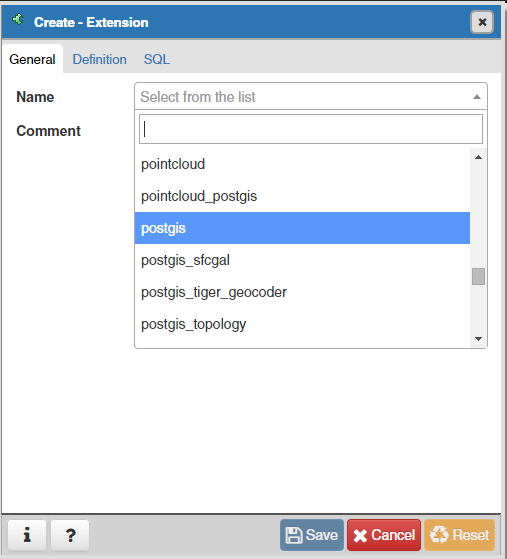 Create - Extension
General Definition SQL
Name Select from the list
Comment
pointcloud
pointcloud_postgis
postgis
postgis_sfcgal
postgis_tiger_geocoder
postgis_topology
i ? Save Cancel Reset